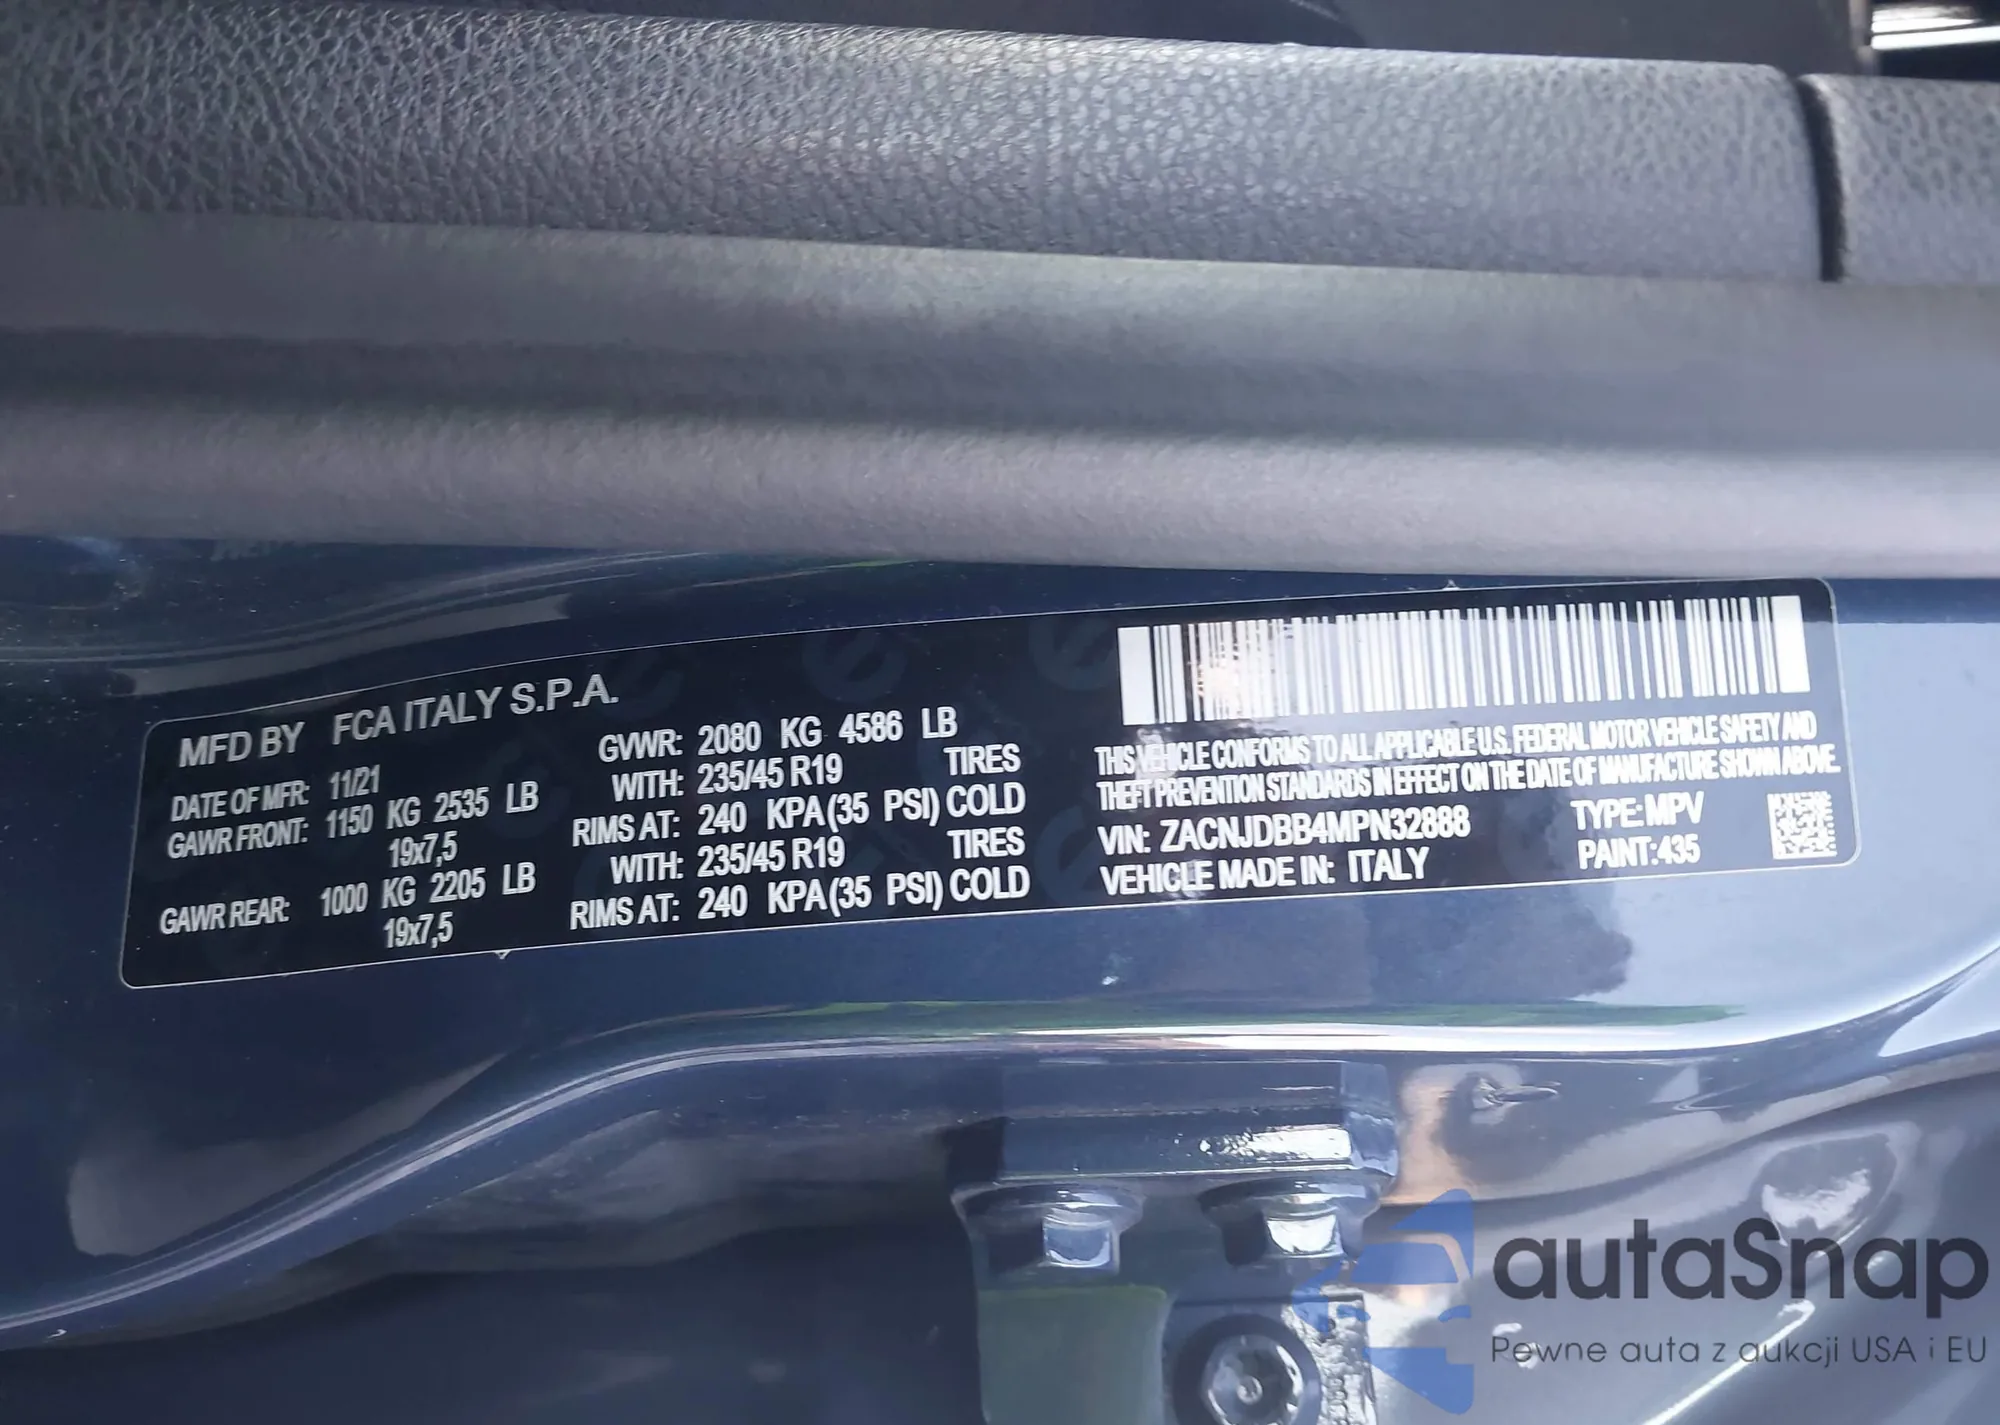 MFD BY FCA ITALY S.P.A.
DATE OF MFR: 11/21
GAWR FRONT: 1150 KG 2535 LB
19x7,5
GAWR REAR: 1000 KG 2205 LB
19x7,5
GVWR: 2080 KG 4586 LB
WITH: 235/45 R19 TIRES
RIMS AT: 240 KPA (35 PSI) COLD
WITH: 235/45 R19 TIRES
RIMS AT: 240 KPA (35 PSI) COLD
THIS VEHICLE CONFORMS TO ALL APPLICABLE U.S. FEDERAL MOTOR VEHICLE SAFETY AND
THEFT PREVENTION STANDARDS IN EFFECT ON THE DATE OF MANUFACTURE SHOWN ABOVE.
VIN: ZACNJDBB4MPN32888 TYPE: MPV
VEHICLE MADE IN: ITALY PAINT: 435
autaSnap
Pewne auta z aukcji USA i EU